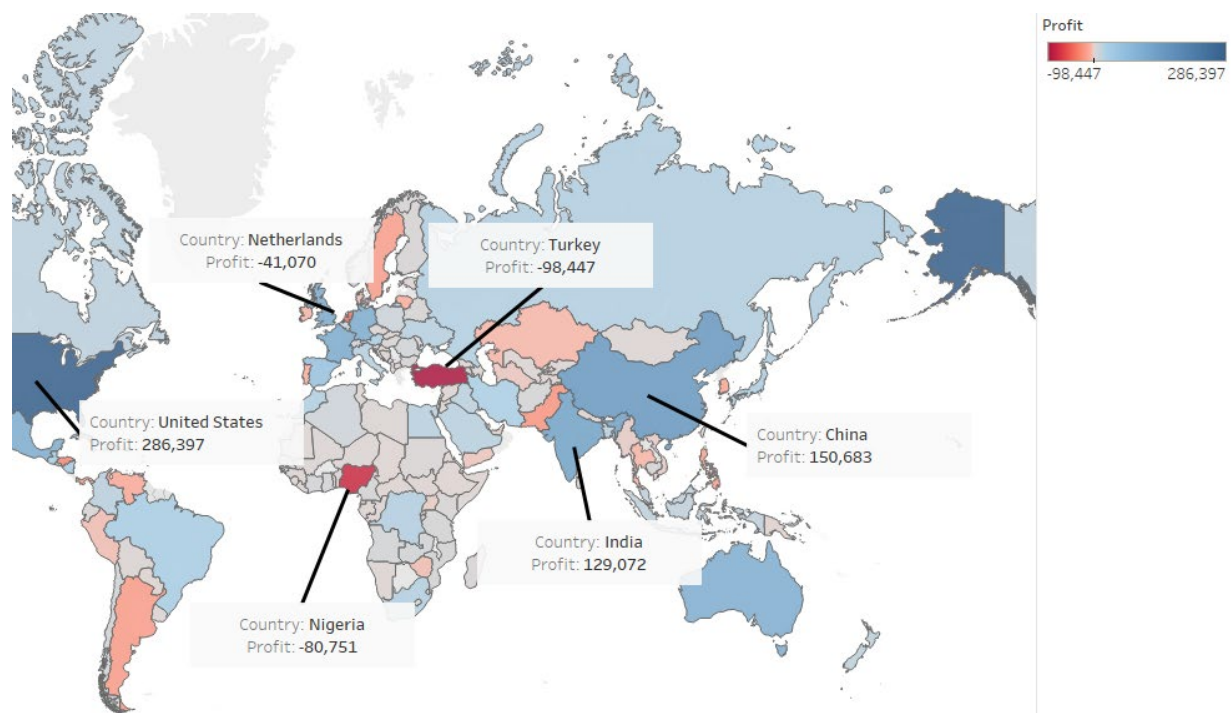 Profit
-98,447 286,397
Country: Netherlands
Profit: -41,070
Country: Turkey
Profit: -98,447
Country: United States
Profit: 286,397
Country: China
Profit: 150,683
Country: India
Profit: 129,072
Country: Nigeria
Profit: -80,751